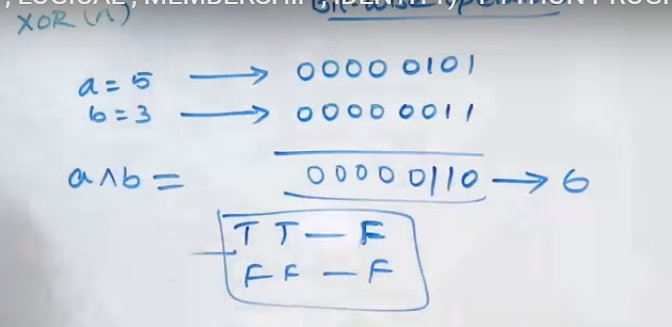 XOR (^)
a = 5 → 0000 0101
b = 3 → 0000 0011
a ^ b = 0000 0110 → 6
T T — F
F F — F